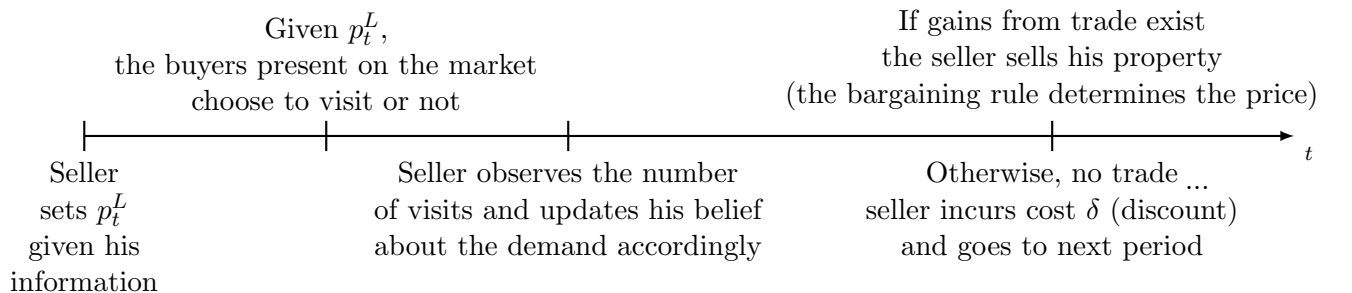 Given $p_t^L$,
the buyers present on the market
choose to visit or not
If gains from trade exist
the seller sells his property
(the bargaining rule determines the price)
t
Seller
sets $p_t^L$
given his
information
Seller observes the number
of visits and updates his belief
about the demand accordingly
Otherwise, no trade ...
seller incurs cost δ (discount)
and goes to next period